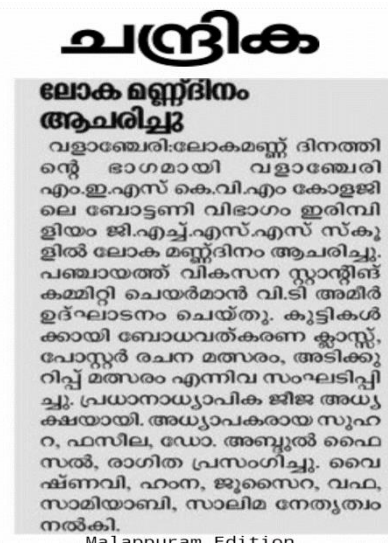 ചന്ദ്രിക
ലോക മണ്ണ്ദിനം
ആചരിച്ചു
വളാഞ്ചേരി:ലോകമണ്ണ് ദിനത്തി
ന്റെ ഭാഗമായി വളാഞ്ചേരി
എം.ഇ.എസ് കെ.വി.എം കോളജി
ലെ ബോട്ടണി വിഭാഗം ഇരിമ്പി
ളിയം ജി.എച്ച്.എസ്.എസ് സ്കൂ
ളിൽ ലോക മണ്ണ്ദിനം ആചരിച്ചു.
പഞ്ചായത്ത് വികസന സ്റ്റാന്റിങ്
കമ്മിറ്റി ചെയർമാൻ വി.ടി അമീർ
ഉദ്ഘാടനം ചെയ്തു. കുട്ടികൾ
ക്കായി ബോധവത്കരണ ക്ലാസ്സ്,
പോസ്റ്റർ രചന മത്സരം, അടിക്കു
റിപ്പ് മത്സരം എന്നിവ സംഘടിപ്പി
ച്ചു. പ്രധാനാധ്യാപിക ജീജ അധ്യ
ക്ഷയായി. അധ്യാപകരായ സുഹ
റ, ഫസീല, ഡോ. അബ്ദുൽ ഫൈ
സൽ, രാഗിത പ്രസംഗിച്ചു. വൈ
ഷ്ണവി, ഹംന, ജുസൈറ, വഫ,
സാമിയാബി, സാലിമ നേതൃത്വം
നൽകി.
Malappuram Edition